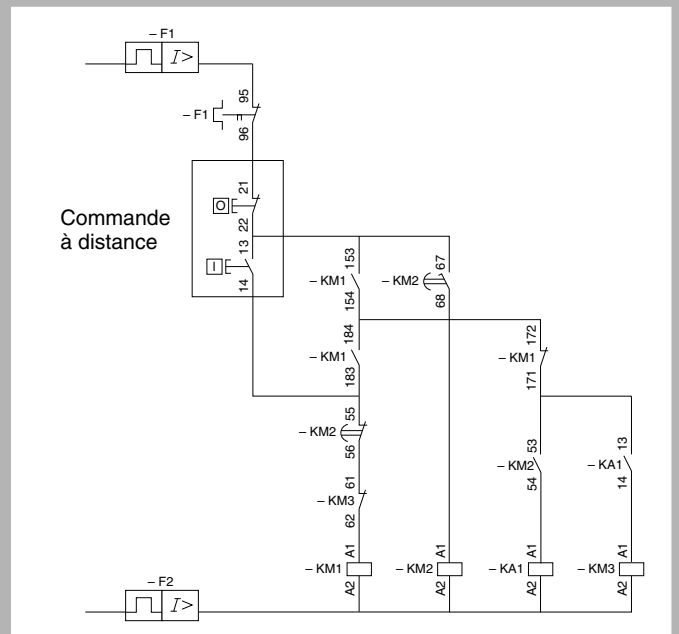 – F1
I>
95
– F1
96
21
O
Commande
à distance
22
13
I
14
153
– KM1
154
67
– KM2
68
184
– KM1
183
172
– KM1
171
55
– KM2
56
53
– KM2
54
13
– KA1
14
61
– KM3
62
A1
– KM1
A2
A1
– KM2
A2
A1
– KA1
A2
A1
– KM3
A2
– F2
I>